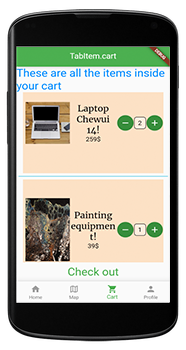 TabItem.cart
These are all the items inside
your cart
Laptop
Chewui
14!
259$
2
Painting
equipmen
t!
39$
1
Check out
Home
Map
Cart
Profile